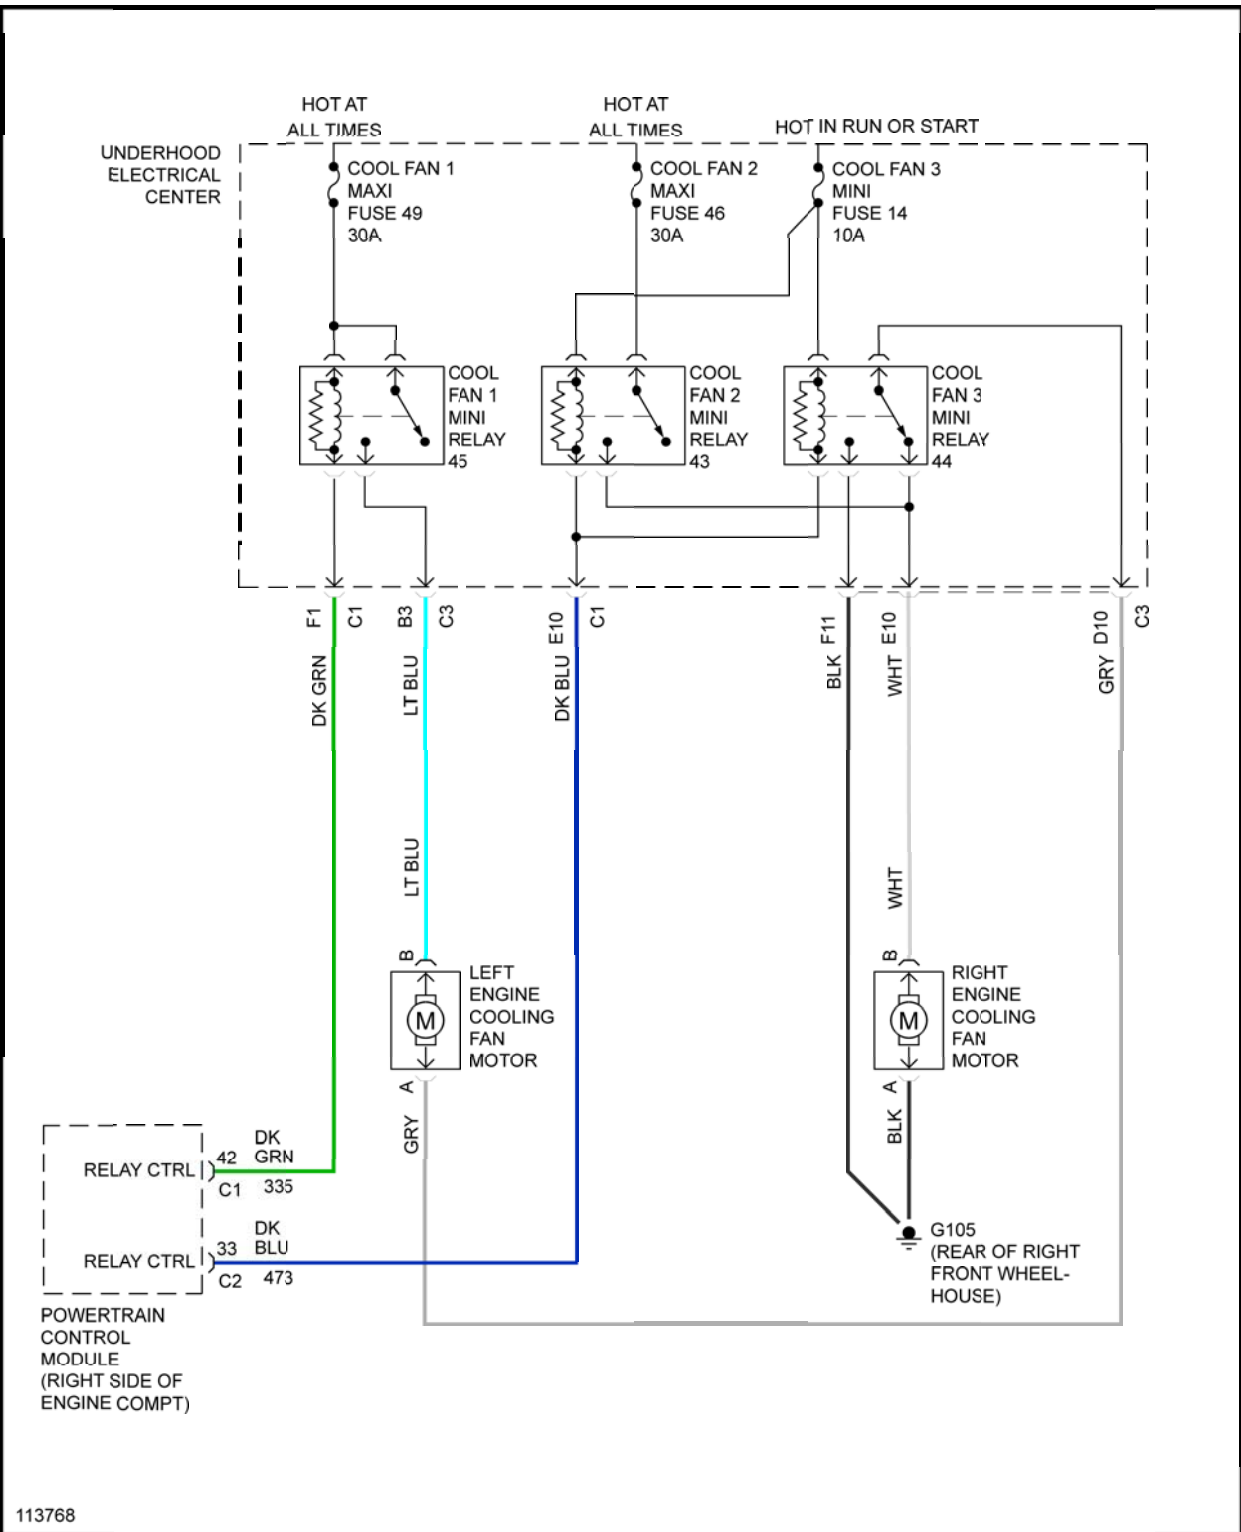 HOT AT
ALL TIMES
HOT AT
ALL TIMES
HOT IN RUN OR START
UNDERHOOD
ELECTRICAL
CENTER
COOL FAN 1
MAXI
FUSE 49
30A
COOL FAN 2
MAXI
FUSE 46
30A
COOL FAN 3
MINI
FUSE 14
10A
COOL
FAN 1
MINI
RELAY
45
COOL
FAN 2
MINI
RELAY
43
COOL
FAN 3
MINI
RELAY
44
F1
C1
B3
C3
E10
C1
F11
E10
D10
C3
DK GRN
LT BLU
DK BLU
BLK
WHT
GRY
LT BLU
WHT
B
M
A
LEFT
ENGINE
COOLING
FAN
MOTOR
B
M
A
RIGHT
ENGINE
COOLING
FAN
MOTOR
GRY
BLK
RELAY CTRL
42
DK
GRN
C1
335
RELAY CTRL
33
DK
BLU
C2
473
G105
(REAR OF RIGHT
FRONT WHEEL-
HOUSE)
POWERTRAIN
CONTROL
MODULE
(RIGHT SIDE OF
ENGINE COMPT)
113768